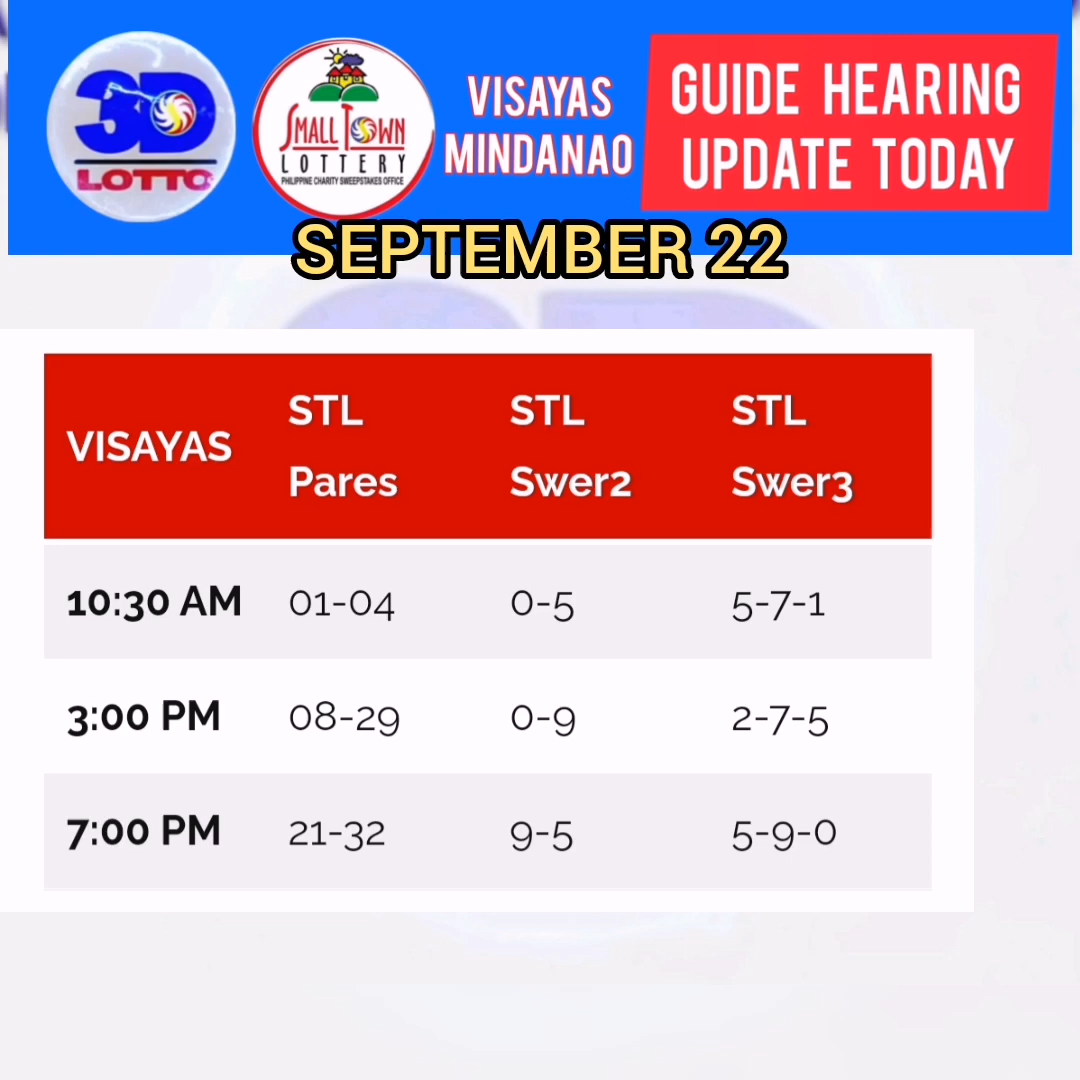 3D
LOTTO
SMALL TOWN
LOTTERY
PHILIPPINE CHARITY SWEEPSTAKES OFFICE
VISAYAS
MINDANAO
GUIDE HEARING
UPDATE TODAY
SEPTEMBER 22
VISAYAS STL Pares STL Swer2 STL Swer3
10:30 AM 01-04 0-5 5-7-1
3:00 PM 08-29 0-9 2-7-5
7:00 PM 21-32 9-5 5-9-0